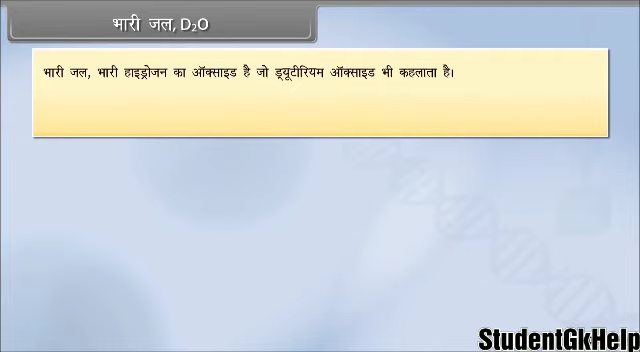 भारी जल, D₂O
भारी जल, भारी हाइड्रोजन का ऑक्साइड है जो ड्यूटीरियम ऑक्साइड भी कहलाता है।
StudentGkHelp